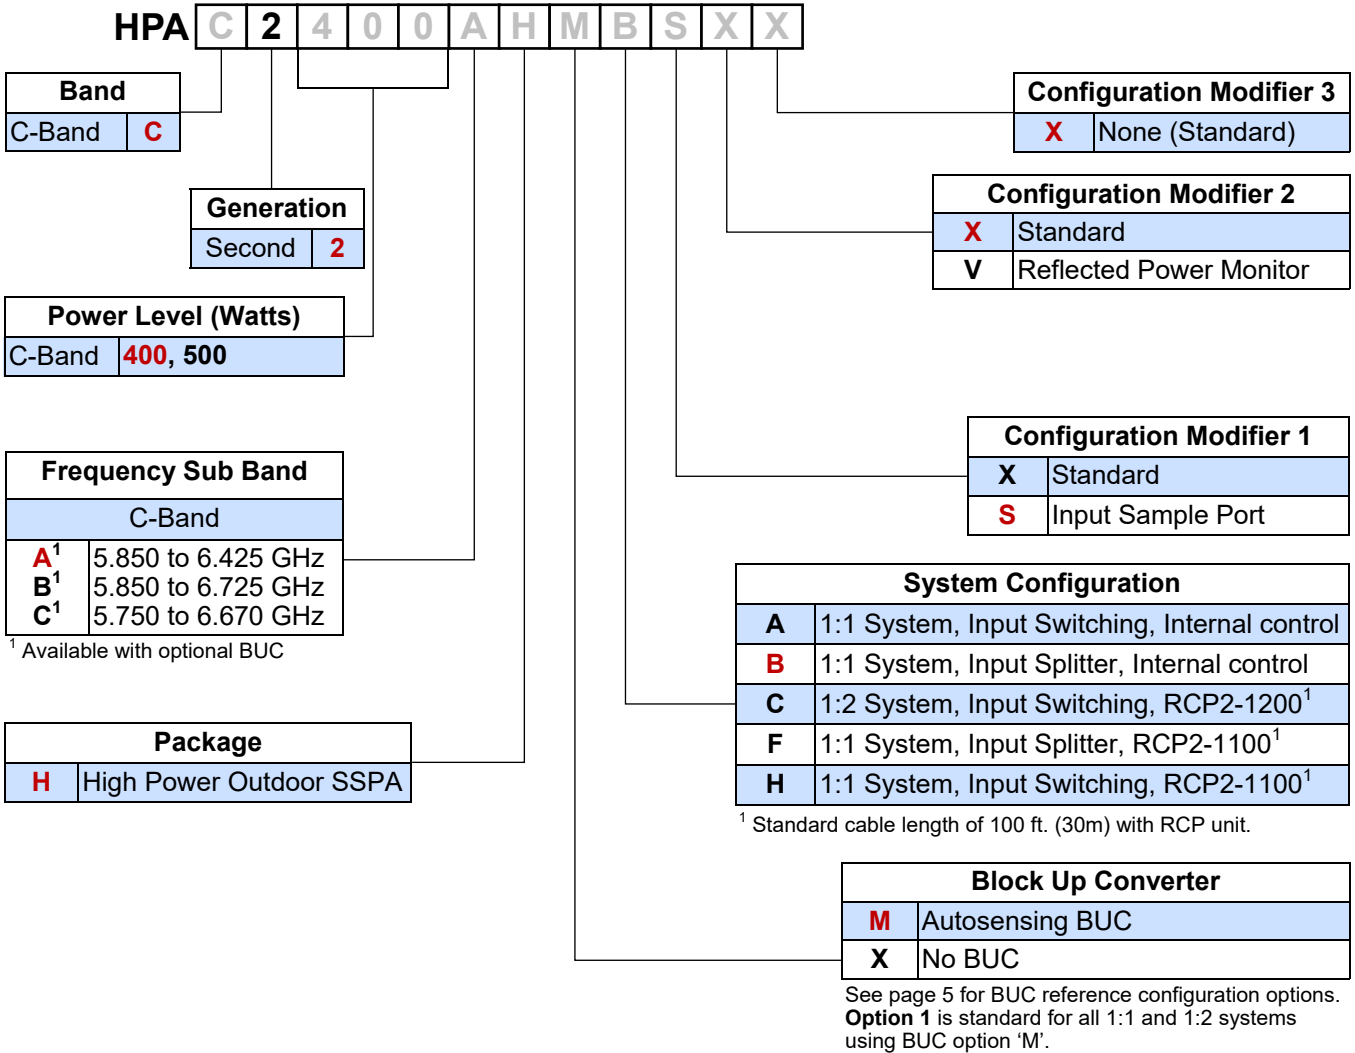 HPA C 2 4 0 0 A H M B S X X
Band
C-Band C
Generation
Second 2
Power Level (Watts)
C-Band 400, 500
Frequency Sub Band
C-Band
A¹ 5.850 to 6.425 GHz
B¹ 5.850 to 6.725 GHz
C¹ 5.750 to 6.670 GHz
¹ Available with optional BUC
Package
H High Power Outdoor SSPA
Configuration Modifier 3
X None (Standard)
Configuration Modifier 2
X Standard
V Reflected Power Monitor
Configuration Modifier 1
X Standard
S Input Sample Port
System Configuration
A 1:1 System, Input Switching, Internal control
B 1:1 System, Input Splitter, Internal control
C 1:2 System, Input Switching, RCP2-1200¹
F 1:1 System, Input Splitter, RCP2-1100¹
H 1:1 System, Input Switching, RCP2-1100¹
¹ Standard cable length of 100 ft. (30m) with RCP unit.
Block Up Converter
M Autosensing BUC
X No BUC
See page 5 for BUC reference configuration options.
Option 1 is standard for all 1:1 and 1:2 systems
using BUC option ‘M’.